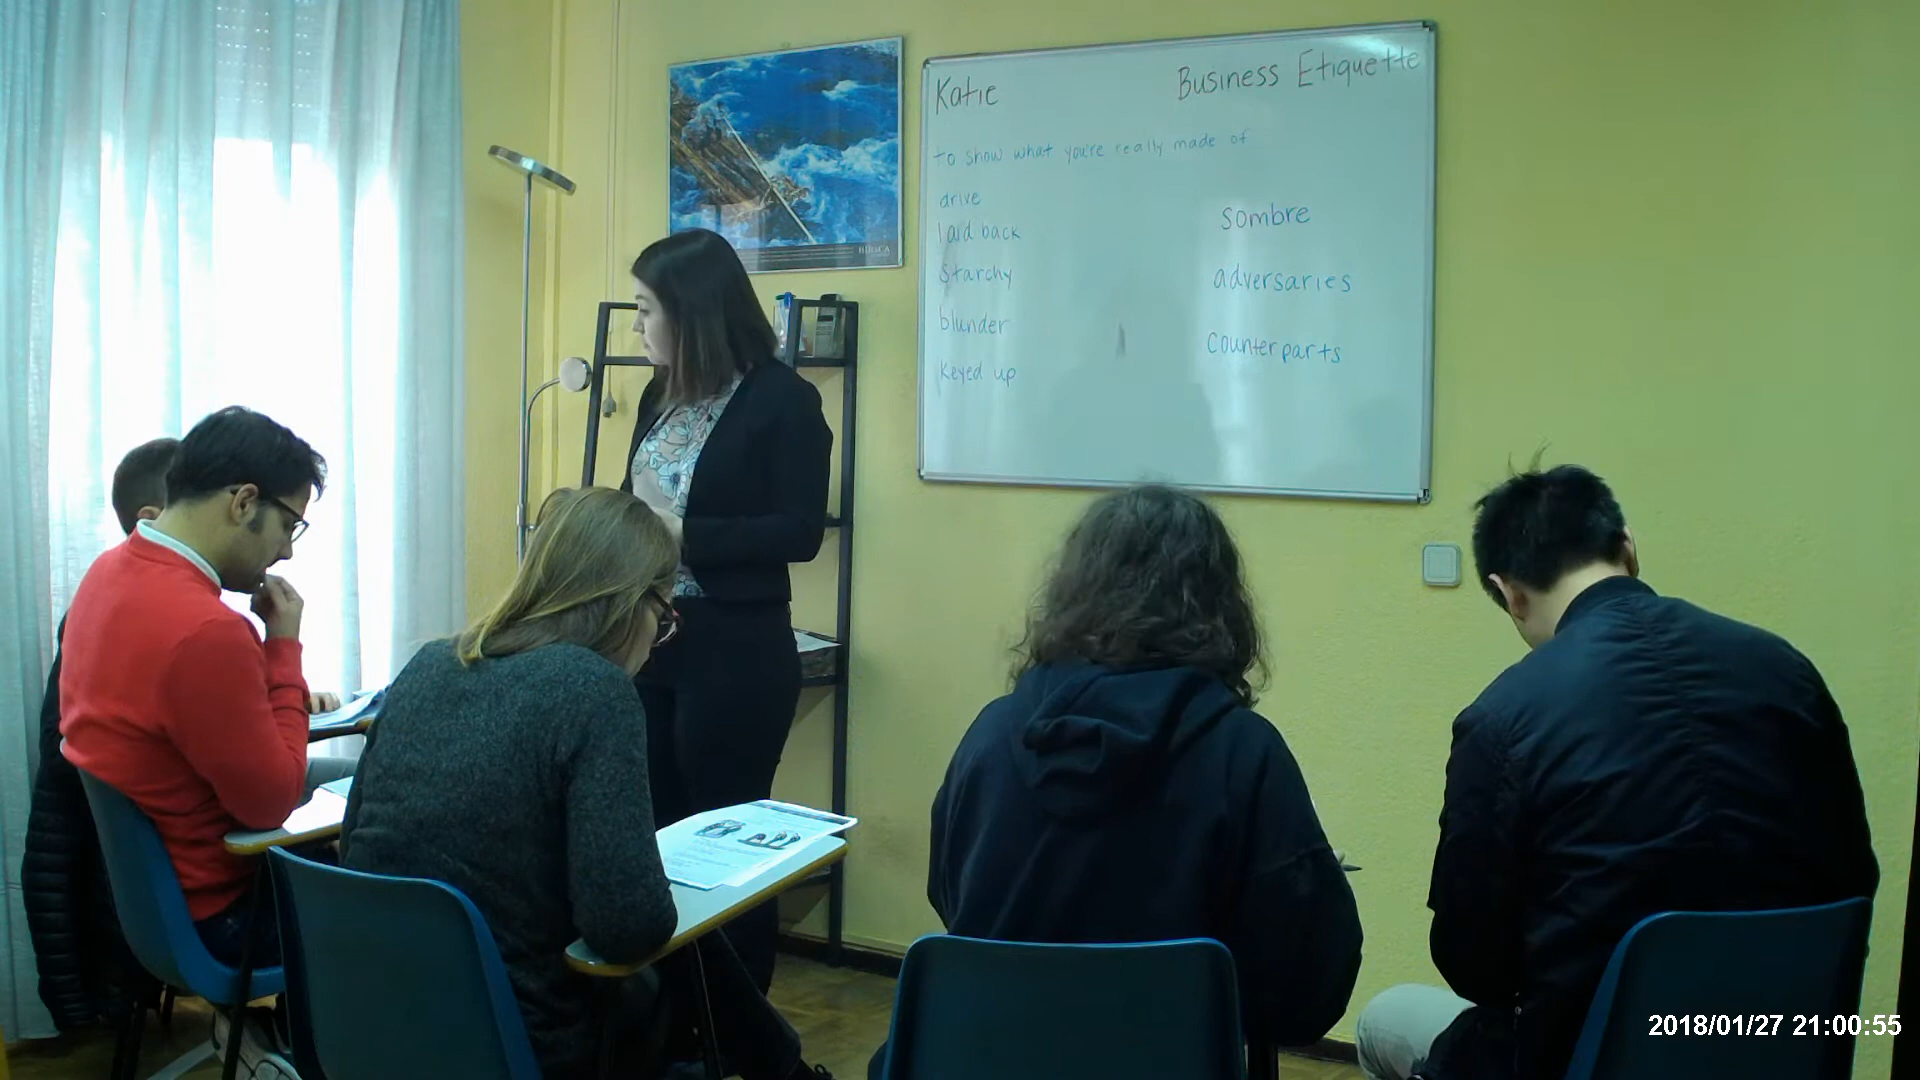 Katie
Business Etiquette
to show what you're really made of
drive
laid back
starchy
blunder
keyed up
sombre
adversaries
counterparts
2018/01/27 21:00:55